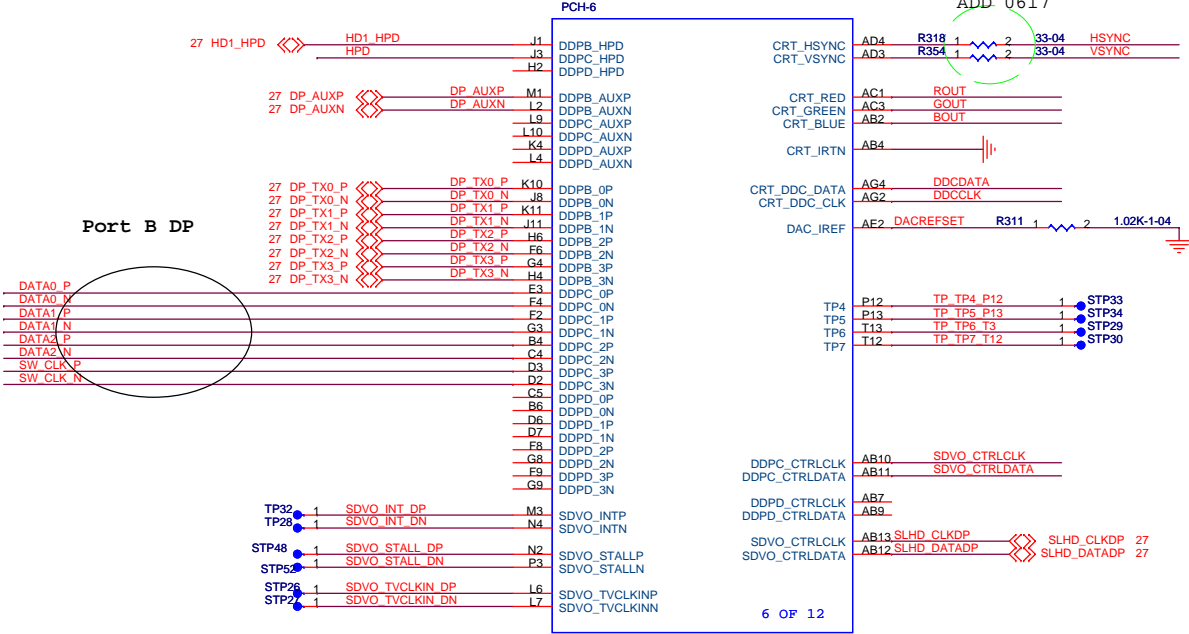 PCH-6
ADD 0617
27 HD1_HPD HD1_HPD J1 DDPB_HPD CRT_HSYNC AD4 R318 1 2 33-04 HSYNC
HPD J3 DDPC_HPD CRT_VSYNC AD3 R354 1 2 33-04 VSYNC
H2 DDPD_HPD
27 DP_AUXP DP_AUXP M1 DDPB_AUXP CRT_RED AC1 ROUT
27 DP_AUXN DP_AUXN L2 DDPB_AUXN CRT_GREEN AC3 GOUT
L9 DDPC_AUXP CRT_BLUE AB2 BOUT
L10 DDPC_AUXN
K4 DDPD_AUXP CRT_IRTN AB4
L4 DDPD_AUXN
27 DP_TX0_P DP_TX0_P K10 DDPB_0P CRT_DDC_DATA AG4 DDCDATA
27 DP_TX0_N DP_TX0_N J8 DDPB_0N CRT_DDC_CLK AG2 DDCCLK
27 DP_TX1_P DP_TX1_P K11 DDPB_1P
27 DP_TX1_N DP_TX1_N J11 DDPB_1N DAC_IREF AF2 DACREFSET R311 1 2 1.02K-1-04
Port B DP
27 DP_TX2_P DP_TX2_P H6 DDPB_2P
27 DP_TX2_N DP_TX2_N F6 DDPB_2N
27 DP_TX3_P DP_TX3_P G4 DDPB_3P
27 DP_TX3_N DP_TX3_N H4 DDPB_3N
DATA0_P E3 DDPC_0P
DATA0_N F4 DDPC_0N TP4 P12 TP_TP4_P12 1 STP33
DATA1_P F2 DDPC_1P TP5 P13 TP_TP5_P13 1 STP34
DATA1_N G3 DDPC_1N TP6 T13 TP_TP6_T3 1 STP29
DATA2_P B4 DDPC_2P TP7 T12 TP_TP7_T12 1 STP30
DATA2_N C4 DDPC_2N
SW_CLK_P D3 DDPC_3P
SW_CLK_N D2 DDPC_3N
C5 DDPD_0P
B6 DDPD_0N
D6 DDPD_1P
D7 DDPD_1N
F8 DDPD_2P
G8 DDPD_2N DDPC_CTRLCLK AB10 SDVO_CTRLCLK
F9 DDPD_3P DDPC_CTRLDATA AB11 SDVO_CTRLDATA
G9 DDPD_3N
DDPD_CTRLCLK AB7
TP32 1 SDVO_INT_DP M3 SDVO_INTP DDPD_CTRLDATA AB9
TP28 1 SDVO_INT_DN N4 SDVO_INTN
SDVO_CTRLCLK AB13 SLHD_CLKDP SLHD_CLKDP 27
STP48 1 SDVO_STALL_DP N2 SDVO_STALLP SDVO_CTRLDATA AB12 SLHD_DATADP SLHD_DATADP 27
STP52 1 SDVO_STALL_DN P3 SDVO_STALLN
STP26 1 SDVO_TVCLKIN_DP L6 SDVO_TVCLKINP
STP27 1 SDVO_TVCLKIN_DN L7 SDVO_TVCLKINN
6 OF 12